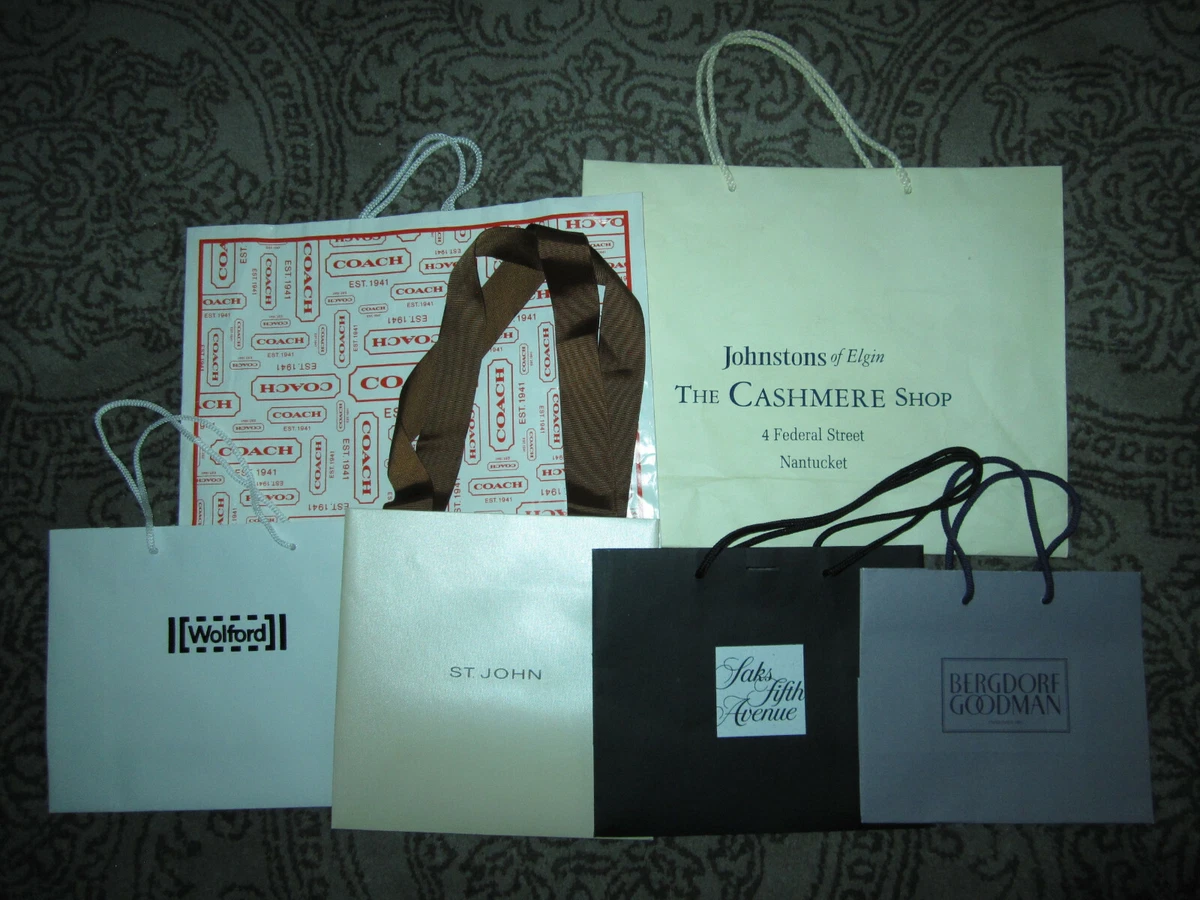 COACH
EST. 1941
Johnstons of Elgin
THE CASHMERE SHOP
4 Federal Street
Nantucket
Wolford
ST. JOHN
Saks
fifth
Avenue
BERGDORF
GOODMAN